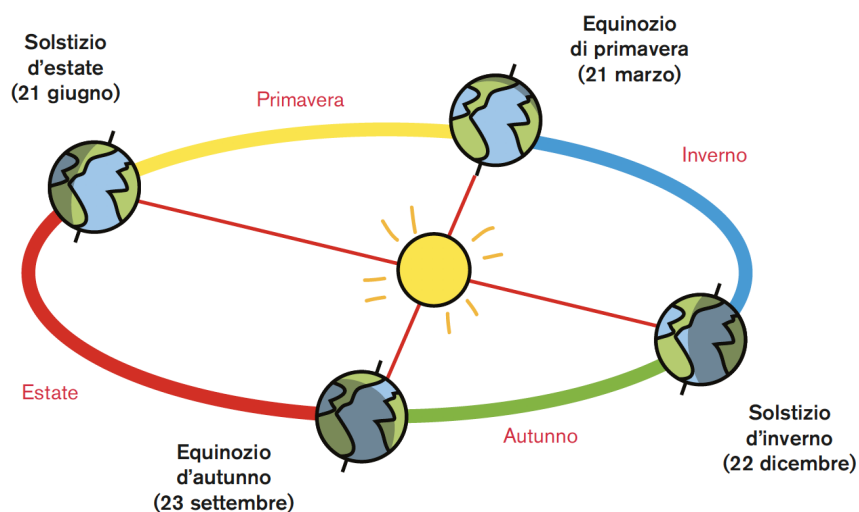 Solstizio
d'estate
(21 giugno)
Primavera
Equinozio
di primavera
(21 marzo)
Inverno
Estate
Equinozio
d'autunno
(23 settembre)
Autunno
Solstizio
d'inverno
(22 dicembre)